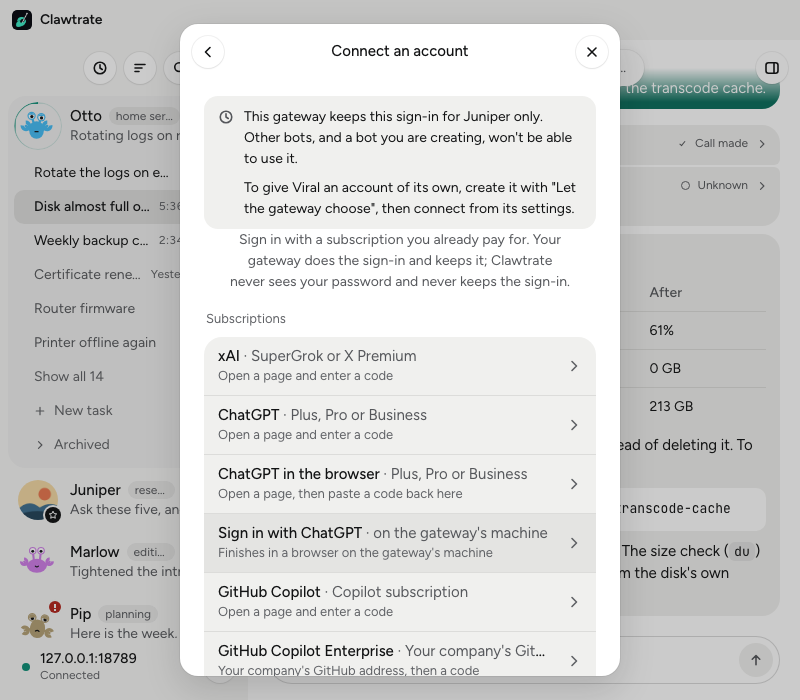 Clawtrate
Connect an account
Otto home ser...
Rotating logs on
Rotate the logs on e...
Disk almost full o... 5:36
Weekly backup c... 2:34
Certificate rene... Yeste
Router firmware
Printer offline again
Show all 14
New task
Archived
Juniper rese...
Ask these five, an
Marlow editi...
Tightened the int
Pip planning
Here is the week.
127.0.0.1:18789
Connected
This gateway keeps this sign-in for Juniper only.
Other bots, and a bot you are creating, won't be able
to use it.
To give Viral an account of its own, create it with "Let
the gateway choose", then connect from its settings.
Sign in with a subscription you already pay for. Your
gateway does the sign-in and keeps it; Clawtrate
never sees your password and never keeps the sign-in.
Subscriptions
xAI · SuperGrok or X Premium
Open a page and enter a code
ChatGPT · Plus, Pro or Business
Open a page and enter a code
ChatGPT in the browser · Plus, Pro or Business
Open a page, then paste a code back here
Sign in with ChatGPT · on the gateway's machine
Finishes in a browser on the gateway's machine
GitHub Copilot · Copilot subscription
Open a page and enter a code
GitHub Copilot Enterprise · Your company's Git...
Your company's GitHub address, then a code
the transcode cache.
Call made
Unknown
After
61%
0 GB
213 GB
ead of deleting it. To
transcode-cache
The size check (du)
m the disk's own